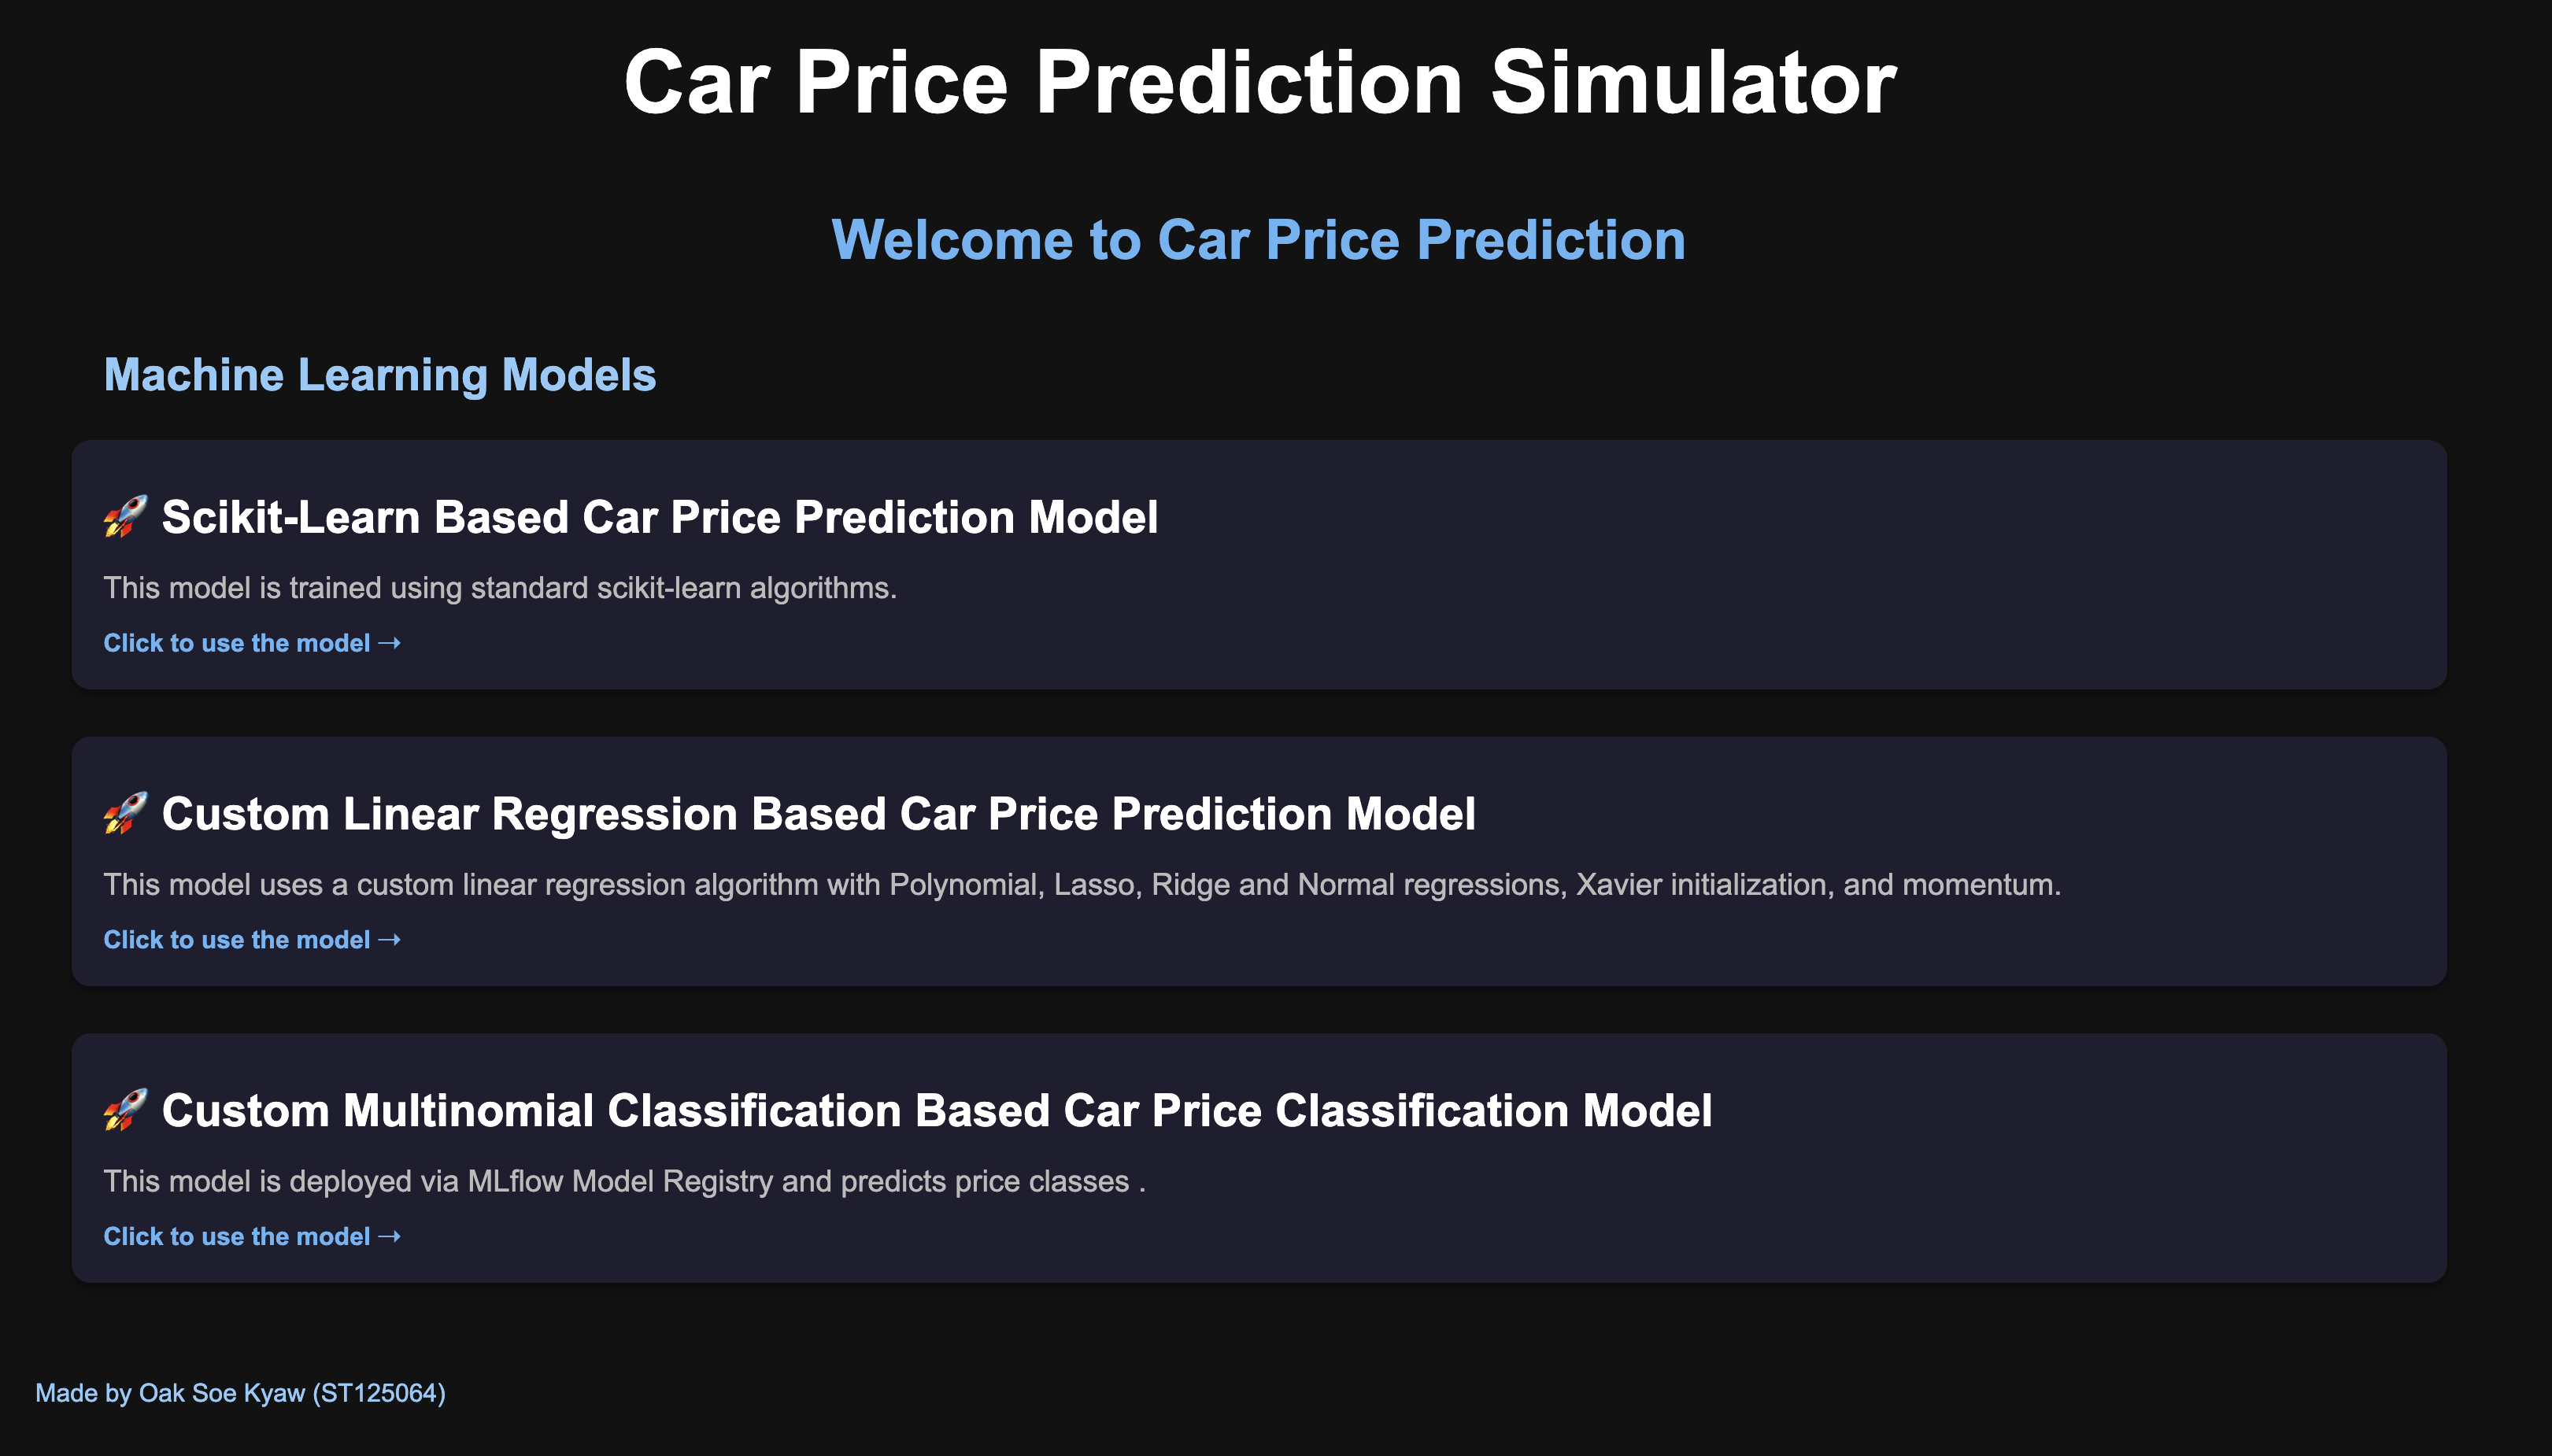 Car Price Prediction Simulator
Welcome to Car Price Prediction
Machine Learning Models
🚀 Scikit-Learn Based Car Price Prediction Model
This model is trained using standard scikit-learn algorithms.
Click to use the model →
🚀 Custom Linear Regression Based Car Price Prediction Model
This model uses a custom linear regression algorithm with Polynomial, Lasso, Ridge and Normal regressions, Xavier initialization, and momentum.
Click to use the model →
🚀 Custom Multinomial Classification Based Car Price Classification Model
This model is deployed via MLflow Model Registry and predicts price classes .
Click to use the model →
Made by Oak Soe Kyaw (ST125064)